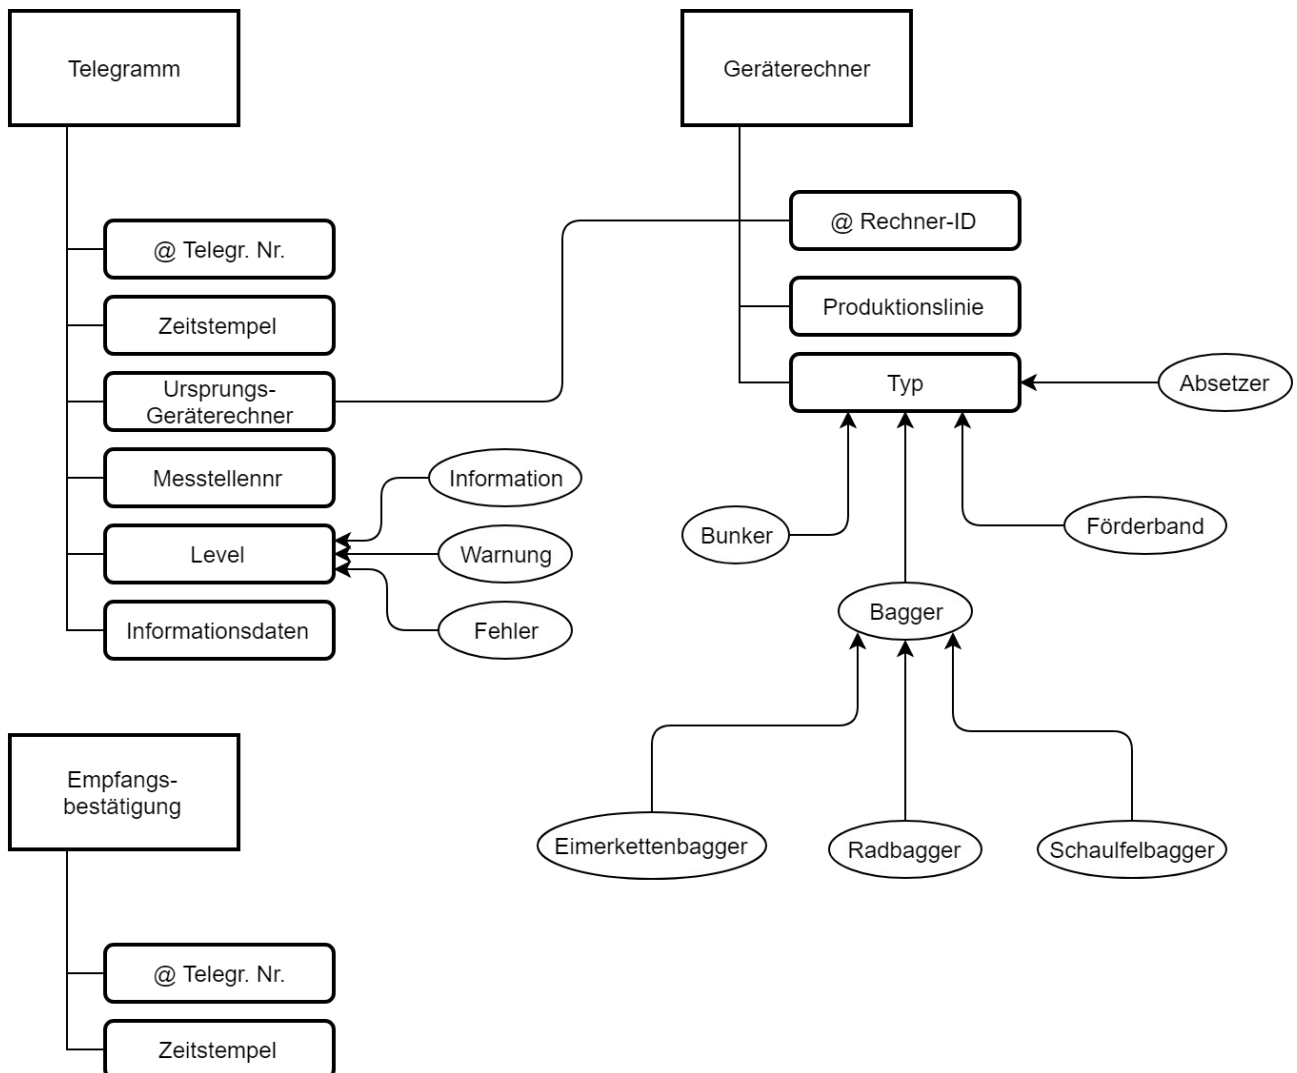 Telegramm
@ Telegr. Nr.
Zeitstempel
Ursprungs-
Geräterechner
Messtellennr
Level
Informationsdaten
Information
Warnung
Fehler
Geräterechner
@ Rechner-ID
Produktionslinie
Typ
Absetzer
Bunker
Förderband
Bagger
Eimerkettenbagger
Radbagger
Schaulfelbagger
Empfangs-
bestätigung
@ Telegr. Nr.
Zeitstempel